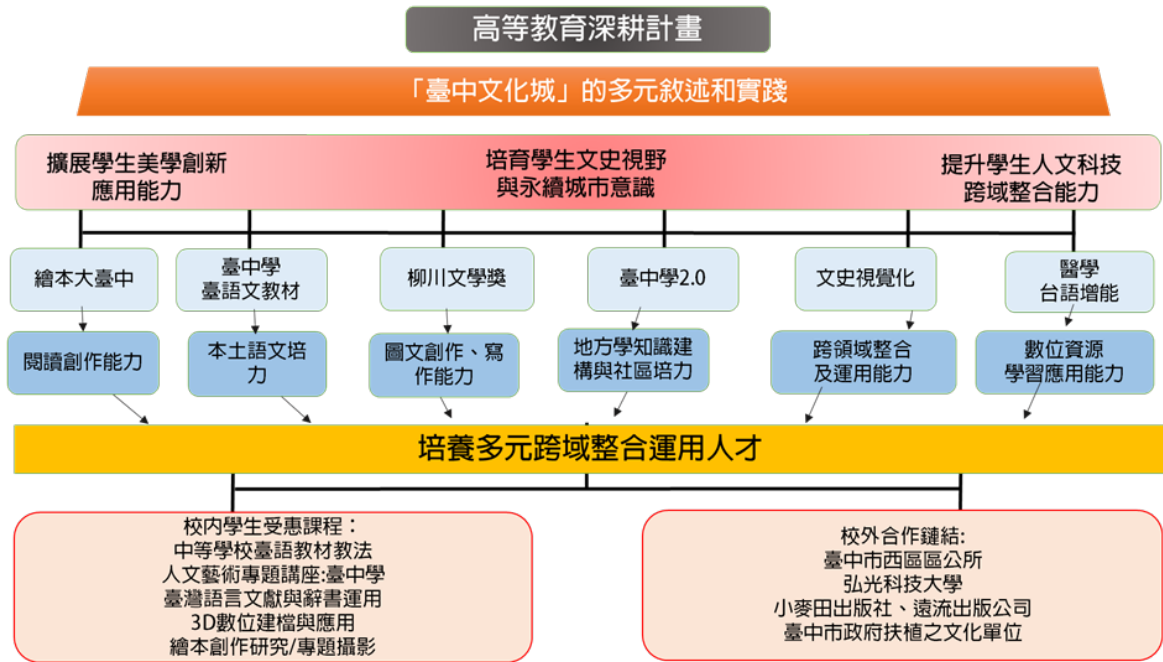 高等教育深耕計畫
「臺中文化城」的多元敘述和實踐
擴展學生美學創新
應用能力
培育學生文史視野
與永續城市意識
提升學生人文科技
跨域整合能力
繪本大臺中
臺中學
臺語文教材
柳川文學獎
臺中學2.0
文史視覺化
醫學
台語增能
閱讀創作能力
本土語文培
力
圖文創作、寫
作能力
地方學知識建
構與社區培力
跨領域整合
及運用能力
數位資源
學習應用能力
培養多元跨域整合運用人才
校內學生受惠課程：
中等學校臺語教材教法
人文藝術專題講座:臺中學
臺灣語言文獻與辭書運用
3D數位建檔與應用
繪本創作研究/專題攝影
校外合作鏈結:
臺中市西區區公所
弘光科技大學
小麥田出版社、遠流出版公司
臺中市政府扶植之文化單位